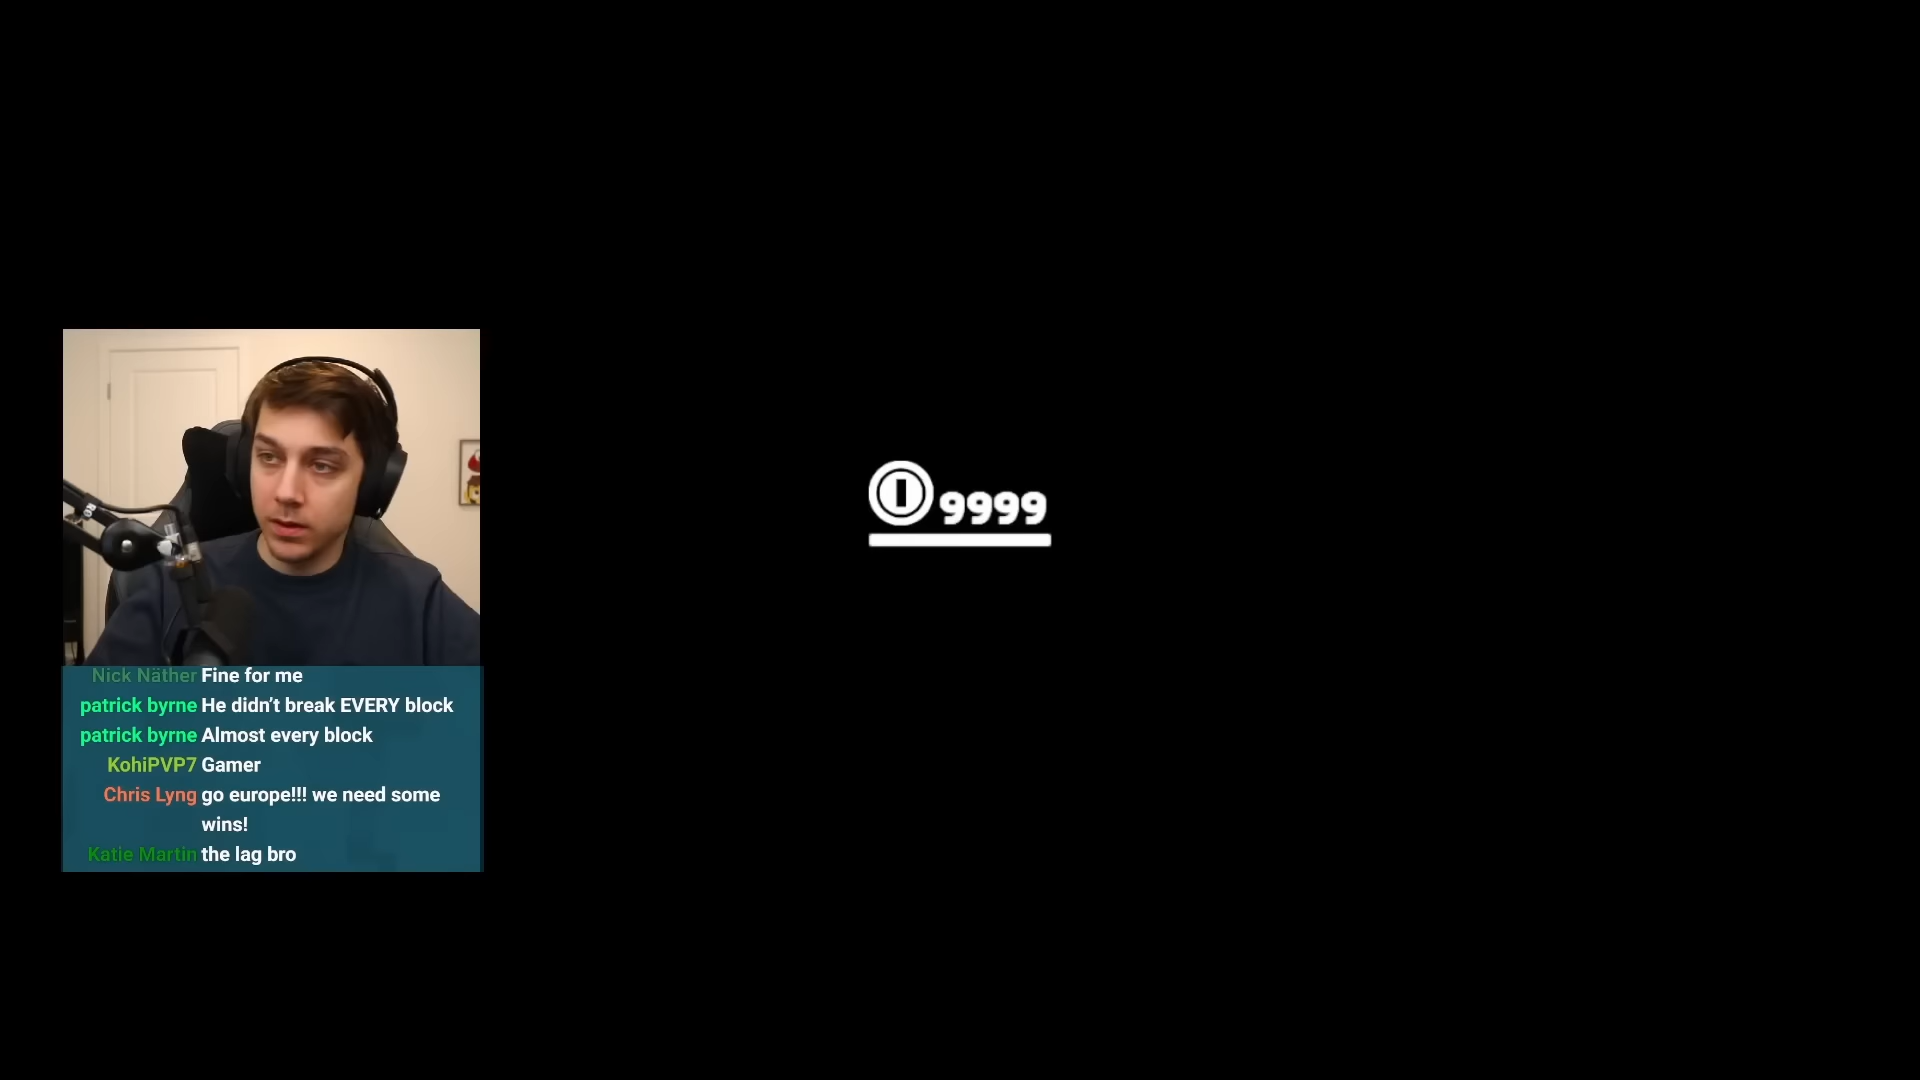 9999
Nick Näther Fine for me
patrick byrne He didn't break EVERY block
patrick byrne Almost every block
KohiPVP7 Gamer
Chris Lyng go europe!!! we need some
wins!
Katie Martin the lag bro